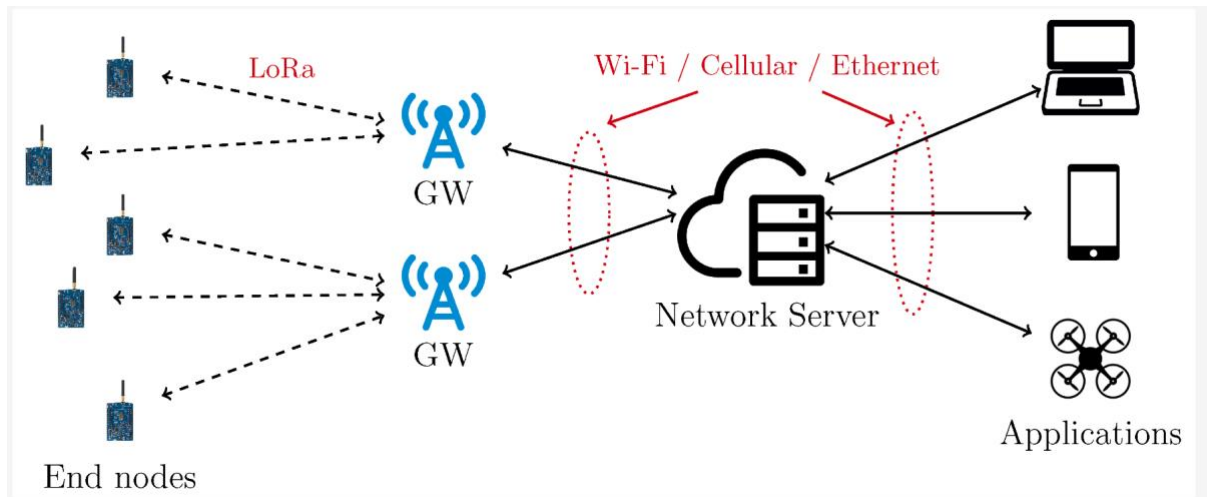 LoRa
Wi-Fi / Cellular / Ethernet
GW
GW
Network Server
Applications
End nodes